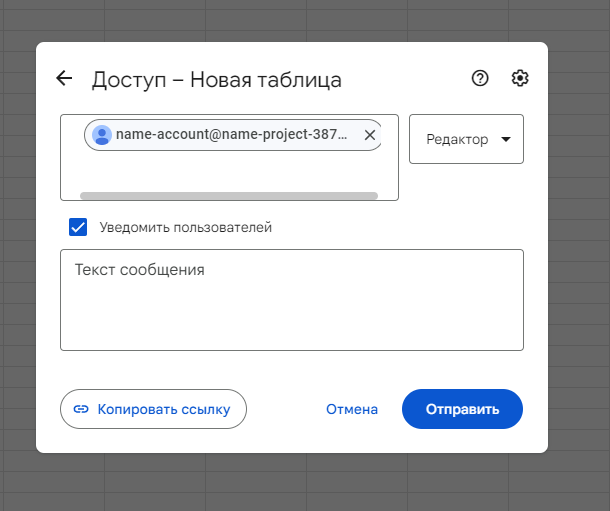 Доступ – Новая таблица
name-account@name-project-387...
Редактор
Уведомить пользователей
Текст сообщения
Копировать ссылку
Отмена
Отправить